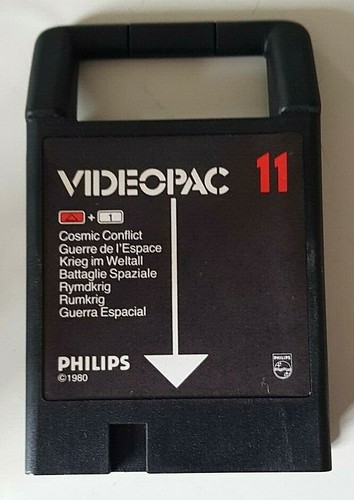 VIDEOPAC 11
+ 1
Cosmic Conflict
Guerre de l'Espace
Krieg im Weltall
Battaglie Spaziale
Rymdkrig
Rumkrig
Guerra Espacial
PHILIPS
©1980
PHILIPS